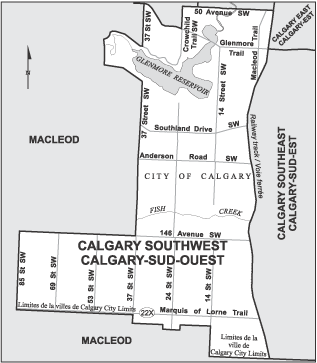 50 Avenue SW
CALGARY EAST
CALGARY-EST
37 St SW
Crowchild
Trail SW
Glenmore
Trail
Macleod Trail
GLENMORE RESERVOIR
37 Street SW
14 Street SW
Southland Drive SW
MACLEOD
Anderson Road SW
Railway track / Voie ferrée
CITY OF CALGARY
CALGARY SOUTHEAST
CALGARY-SUD-EST
FISH CREEK
146 Avenue SW
CALGARY SOUTHWEST
CALGARY-SUD-OUEST
85 St SW
69 St SW
53 St SW
37 St SW
24 St SW
14 St SW
Limites de la villes de Calgary City Limits
22X
Marquis of Lorne Trail
MACLEOD
Limites de la
ville de
Calgary City Limits